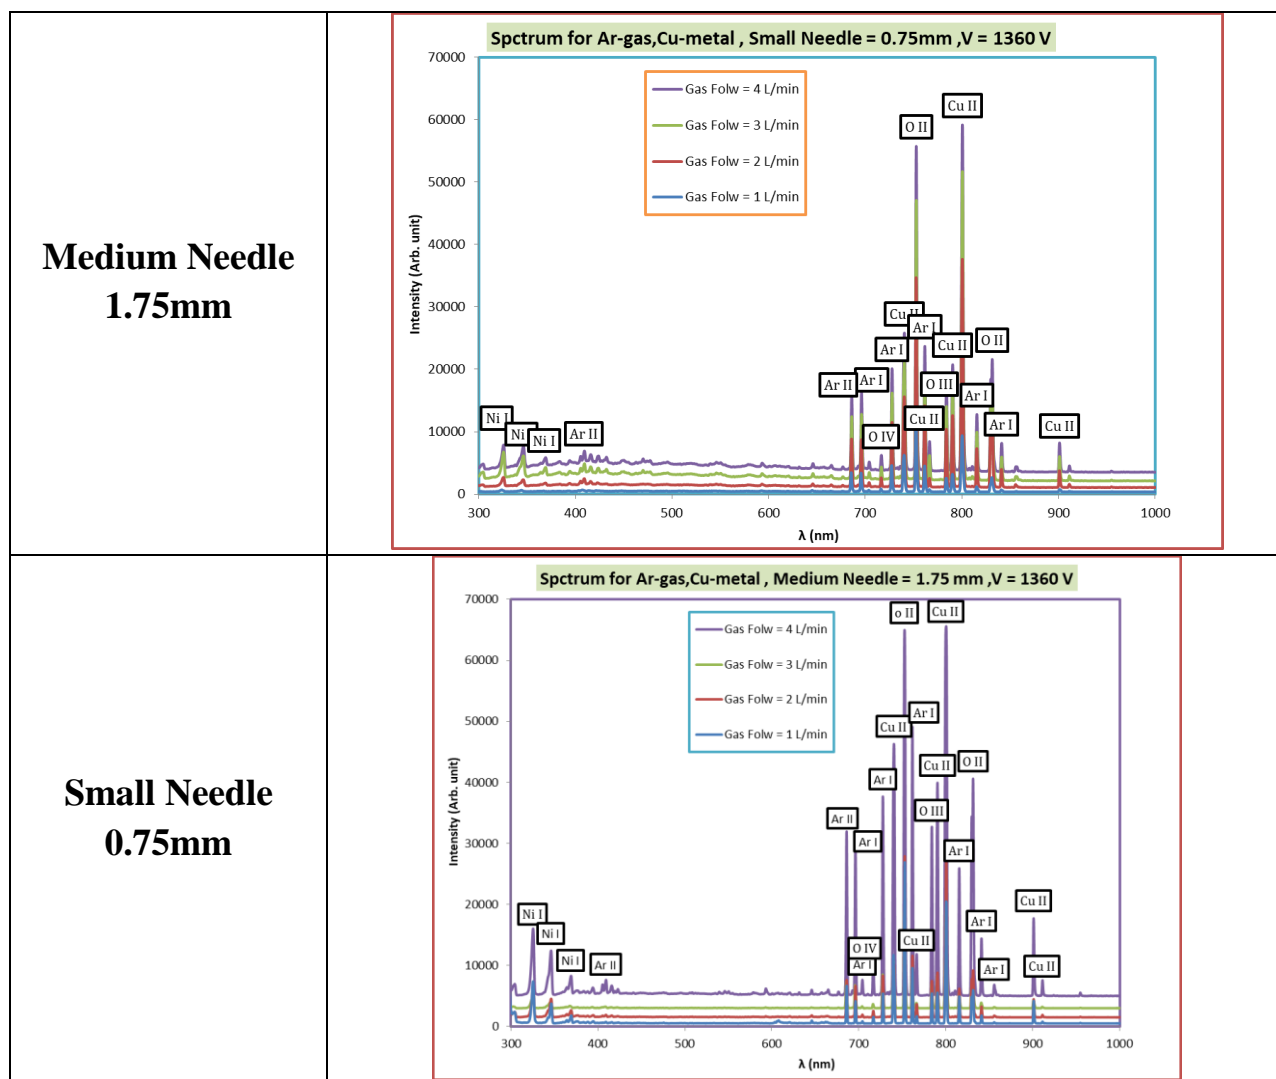 Medium Needle
1.75mm
Spctrum for Ar-gas,Cu-metal , Small Needle = 0.75mm ,V = 1360 V
Intensity (Arb. unit)
70000
60000
50000
40000
30000
20000
10000
0
Gas Folw = 4 L/min
Gas Folw = 3 L/min
Gas Folw = 2 L/min
Gas Folw = 1 L/min
Cu II
O II
Cu II
Ar I
Ar I
Cu II
O II
Ar II
Ar I
O III
Ar I
Ni I
Ni
Ni I
Ar II
O IV
Cu II
Ar I
Cu II
300 400 500 600 700 800 900 1000
λ (nm)
Small Needle
0.75mm
Spctrum for Ar-gas,Cu-metal , Medium Needle = 1.75 mm ,V = 1360 V
Intensity (Arb. unit)
70000
60000
50000
40000
30000
20000
10000
0
Gas Folw = 4 L/min
Gas Folw = 3 L/min
Gas Folw = 2 L/min
Gas Folw = 1 L/min
o II
Cu II
Ar I
Cu II
O II
Cu II
Ar I
Ar II
O III
Ar I
Ar I
Ni I
Ni I
Ni I
Ar II
O IV
Ar I
Cu II
Ar I
Ar I
Cu II
Cu II
300 400 500 600 700 800 900 1000
λ (nm)